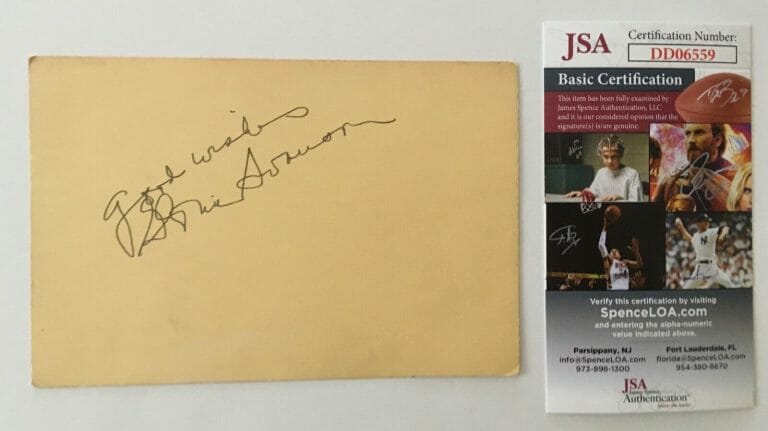 good wishes
JSA
Certification Number:
DD06559
Basic Certification
This item has been fully examined by
James Spence Authentication, LLC
and it is our considered opinion that the
signature(s) is/are genuine.
Verify this certification by visiting
SpenceLOA.com
and entering the alpha-numeric
value indicated above.
Parsippany, NJ
info@SpenceLOA.com
973-898-1300
Fort Lauderdale, FL
florida@SpenceLOA.com
954-380-8670
JSA
James Spence
Authentication